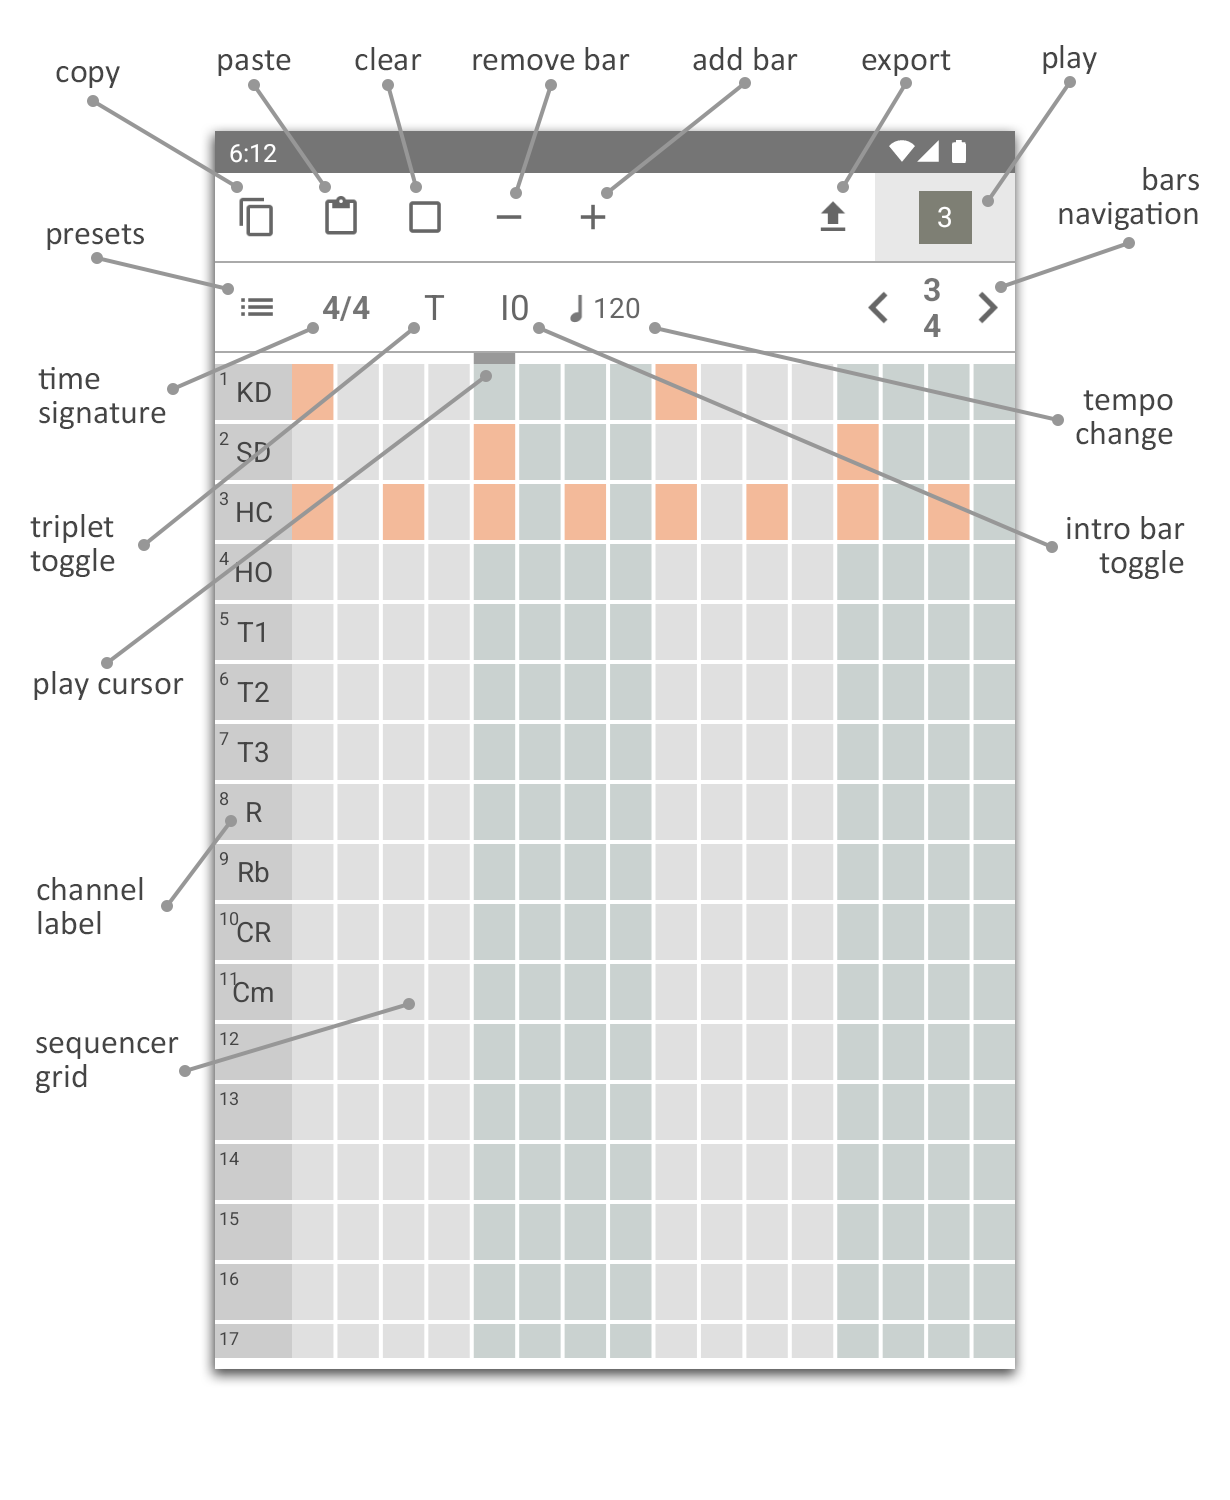 copy
paste
clear
remove bar
add bar
export
play
6:12
bars
navigation
3
presets
4/4
T
I0
120
3
4
time
signature
tempo
change
triplet
toggle
intro bar
toggle
play cursor
channel
label
sequencer
grid
1 KD
2 SD
3 HC
4 HO
5 T1
6 T2
7 T3
8 R
9 Rb
10 CR
11 Cm
12
13
14
15
16
17